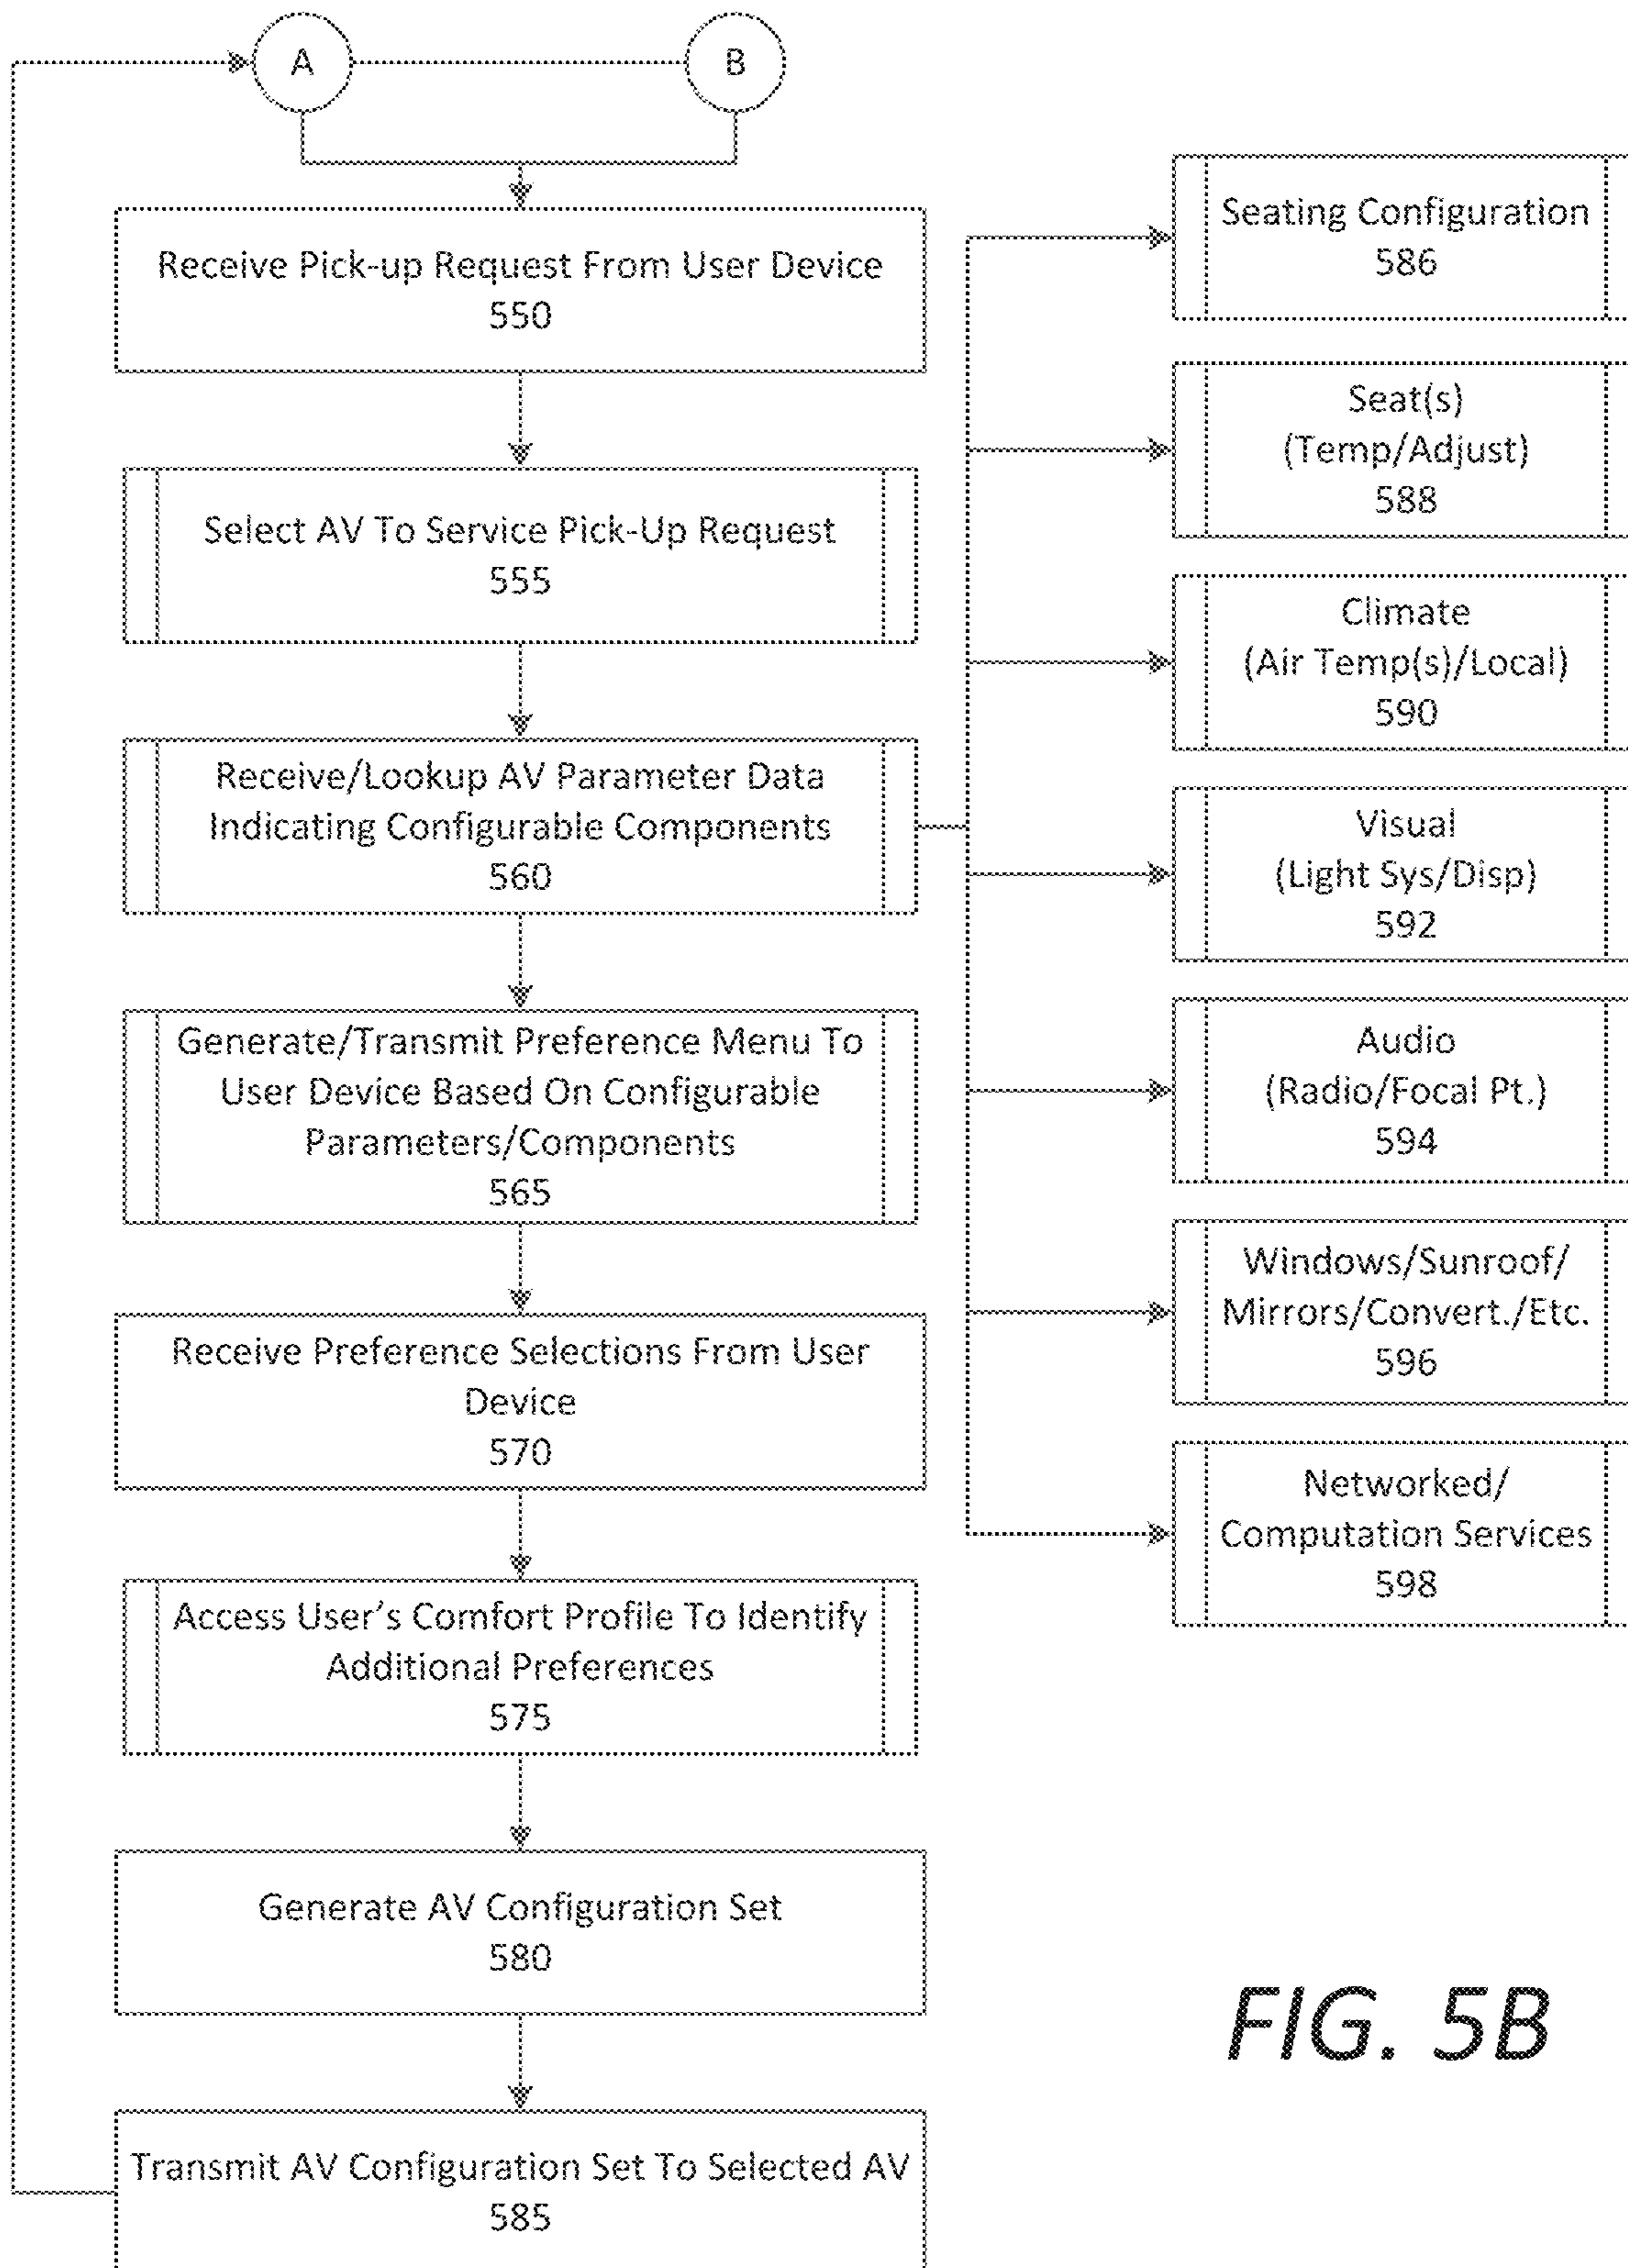 A
B
Receive Pick-up Request From User Device
550
Select AV To Service Pick-Up Request
555
Receive/Lookup AV Parameter Data
Indicating Configurable Components
560
Generate/Transmit Preference Menu To
User Device Based On Configurable
Parameters/Components
565
Receive Preference Selections From User
Device
570
Access User’s Comfort Profile To Identify
Additional Preferences
575
Generate AV Configuration Set
580
Transmit AV Configuration Set To Selected AV
585
Seating Configuration
586
Seat(s)
(Temp/Adjust)
588
Climate
(Air Temp(s)/Local)
590
Visual
(Light Sys/Disp)
592
Audio
(Radio/Focal Pt.)
594
Windows/Sunroof/
Mirrors/Convert./Etc.
596
Networked/
Computation Services
598
FIG. 5B